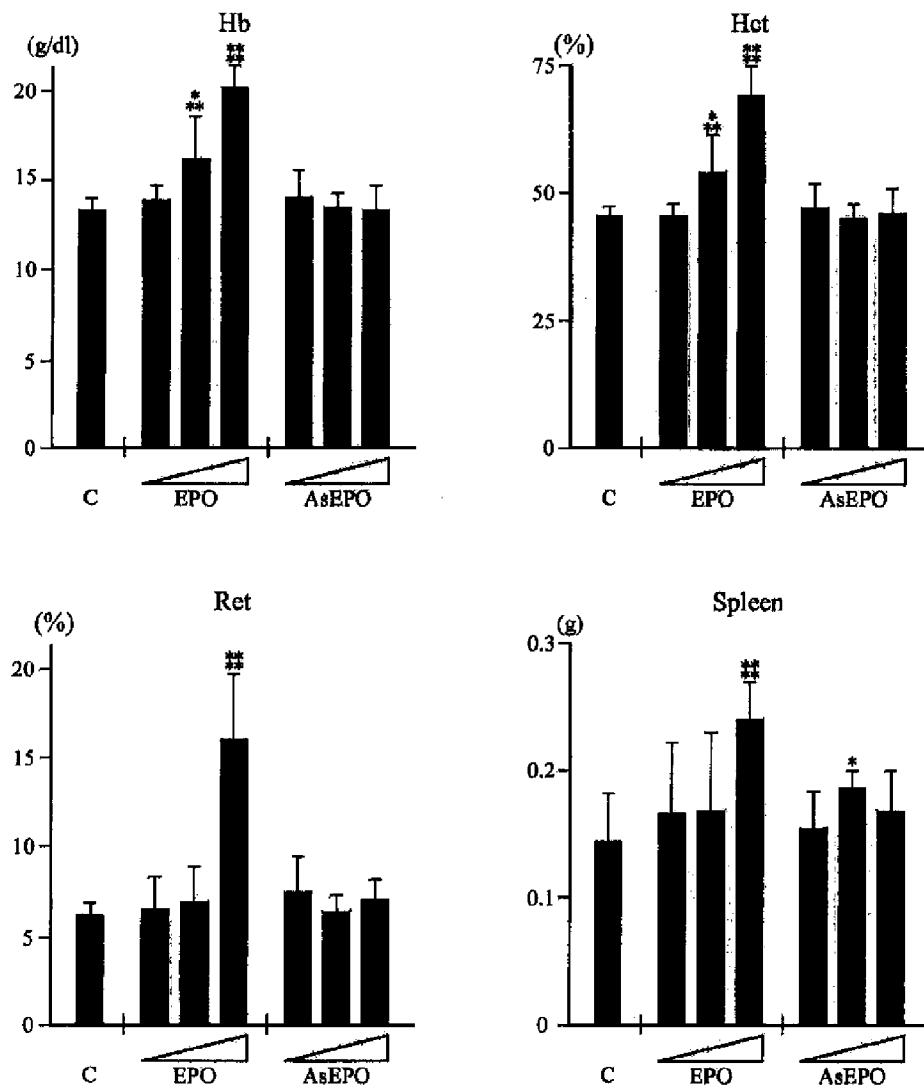 Hb
(g/dl)
20
15
10
5
0
*
**
**
**
C
EPO
AsEPO
Hct
(%)
75
50
25
0
*
**
**
**
C
EPO
AsEPO
Ret
(%)
20
15
10
5
0
**
**
C
EPO
AsEPO
Spleen
(g)
0.3
0.2
0.1
0
**
**
*
C
EPO
AsEPO